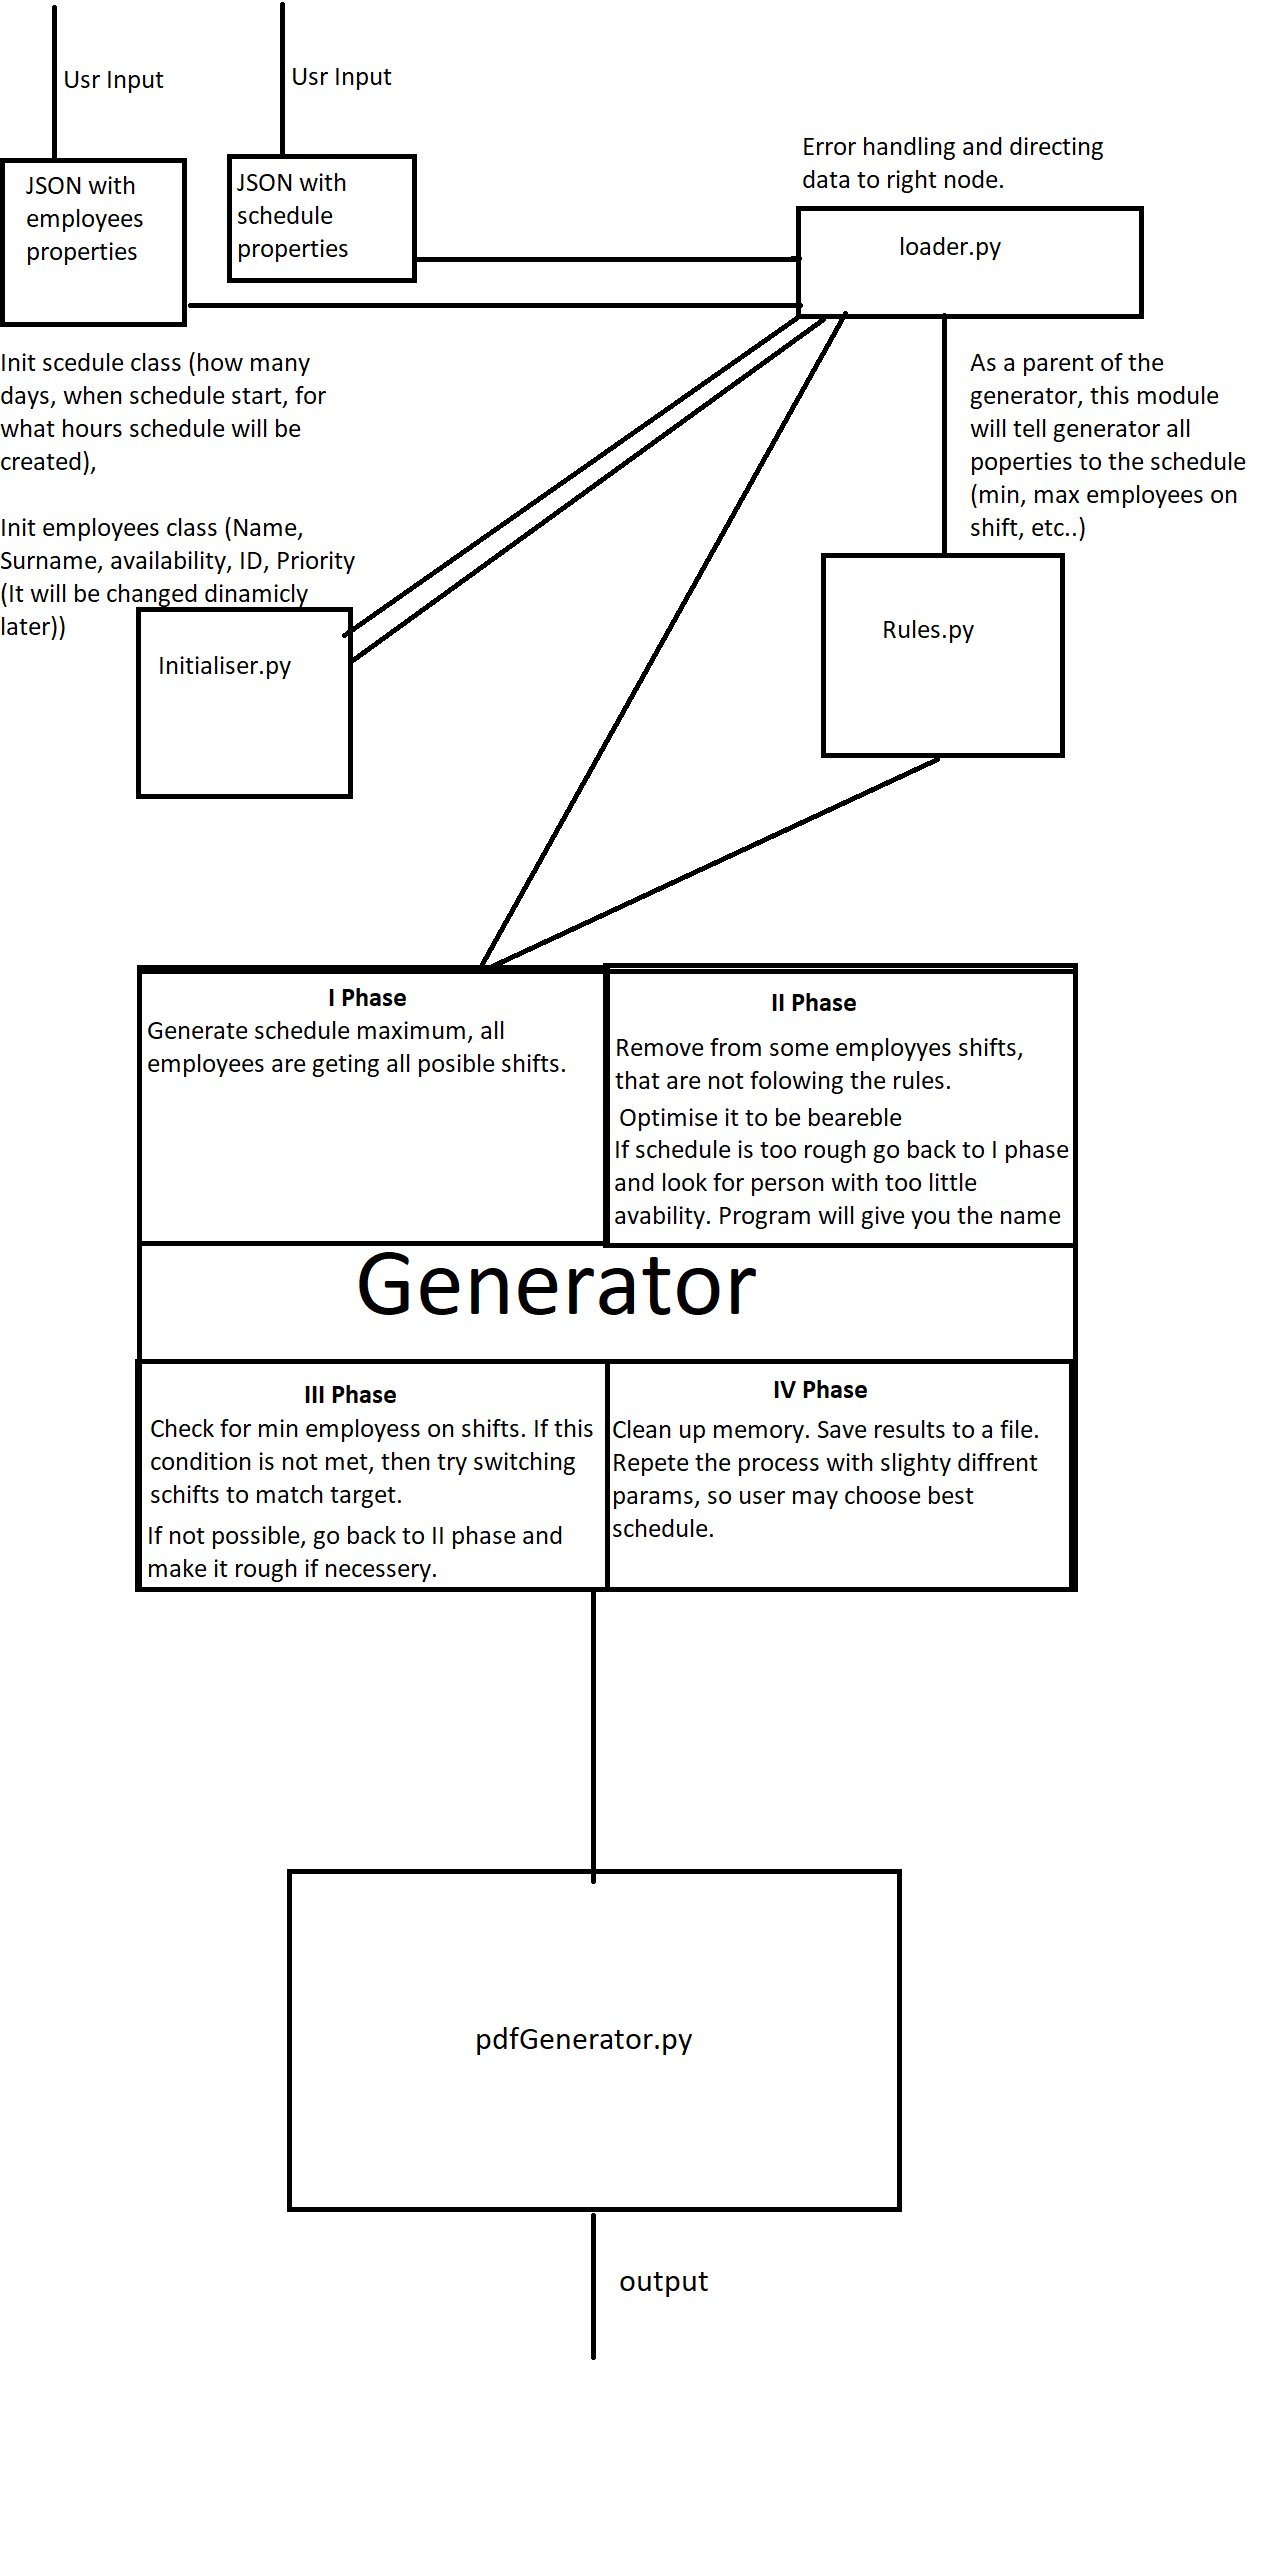 Usr Input
Usr Input
JSON with
employees
properties
JSON with
schedule
properties
Error handling and directing
data to right node.
loader.py
Init scedule class (how many
days, when schedule start, for
what hours schedule will be
created),
Init employees class (Name,
Surname, availability, ID, Priority
(It will be changed dinamicly
later))
Initialiser.py
As a parent of the
generator, this module
will tell generator all
poperties to the schedule
(min, max employees on
shift, etc..)
Rules.py
I Phase
Generate schedule maximum, all
employees are geting all posible shifts.
II Phase
Remove from some employyes shifts,
that are not folowing the rules.
Optimise it to be beareble
If schedule is too rough go back to I phase
and look for person with too little
avability. Program will give you the name
Generator
III Phase
Check for min employess on shifts. If this
condition is not met, then try switching
schifts to match target.
If not possible, go back to II phase and
make it rough if necessery.
IV Phase
Clean up memory. Save results to a file.
Repete the process with slighty diffrent
params, so user may choose best
schedule.
pdfGenerator.py
output